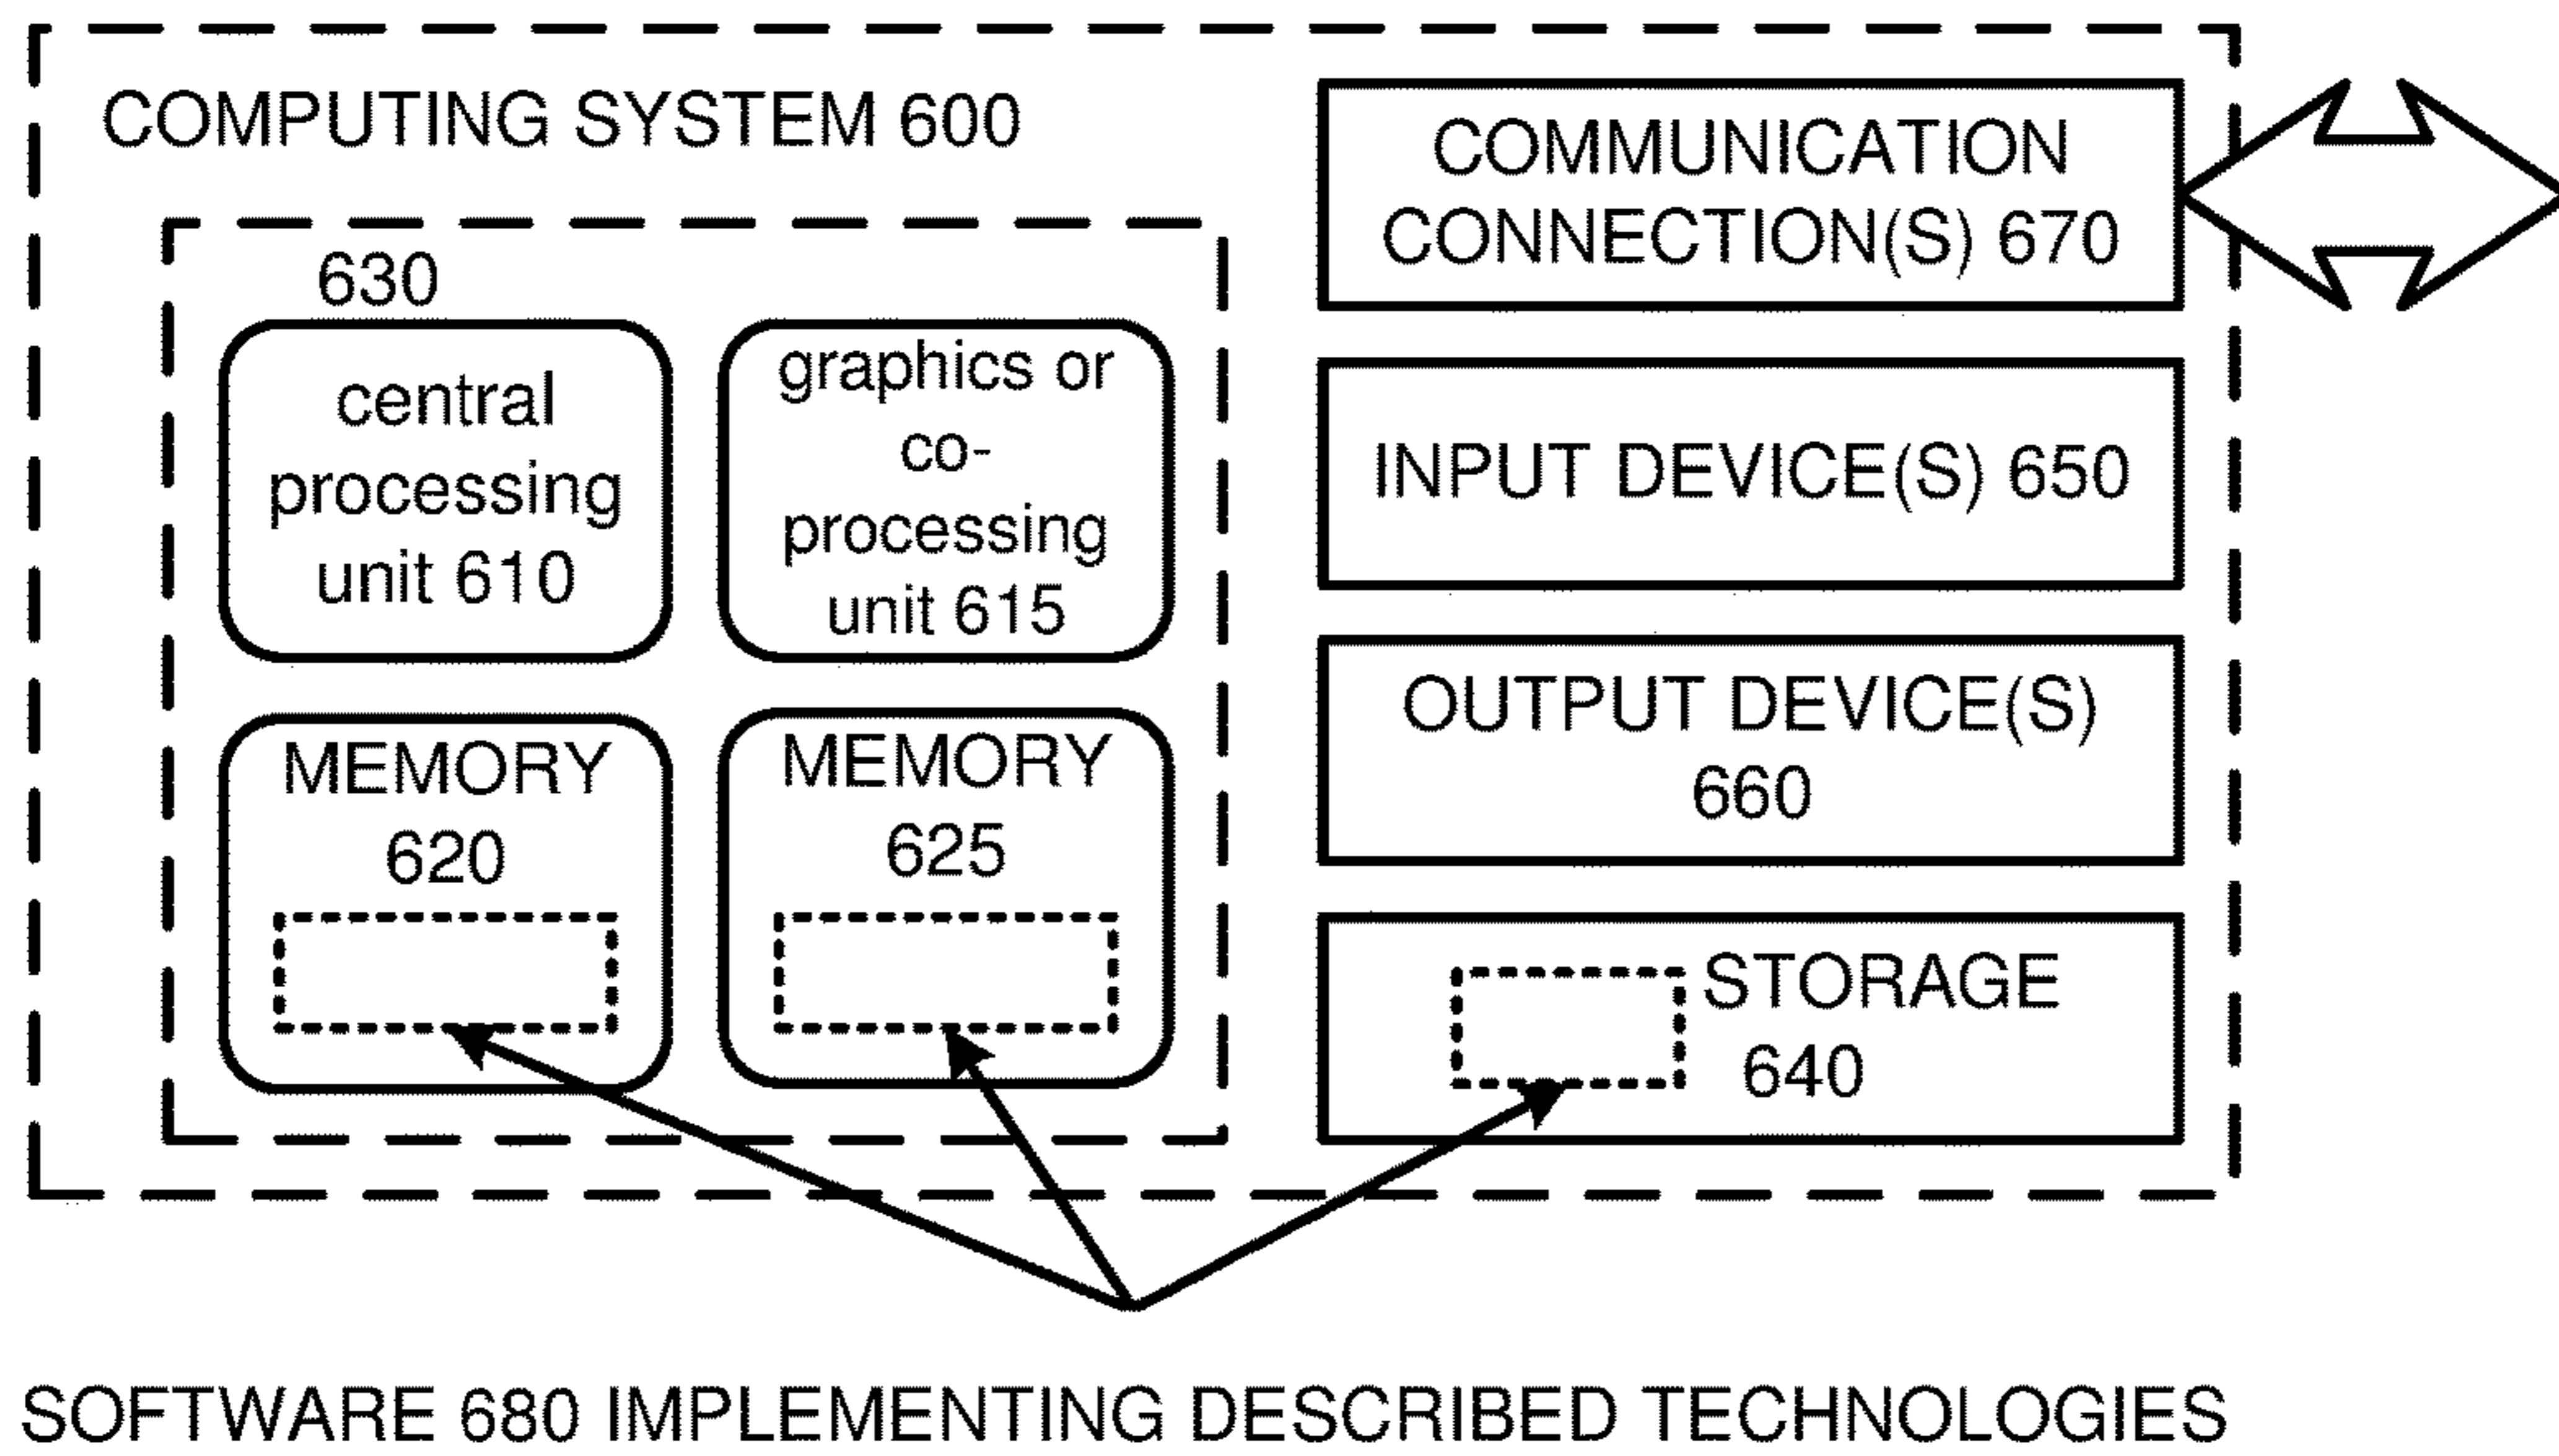 COMPUTING SYSTEM 600
630
central
processing
unit 610
graphics or
co-
processing
unit 615
MEMORY
620
MEMORY
625
COMMUNICATION
CONNECTION(S) 670
INPUT DEVICE(S) 650
OUTPUT DEVICE(S)
660
STORAGE
640
SOFTWARE 680 IMPLEMENTING DESCRIBED TECHNOLOGIES